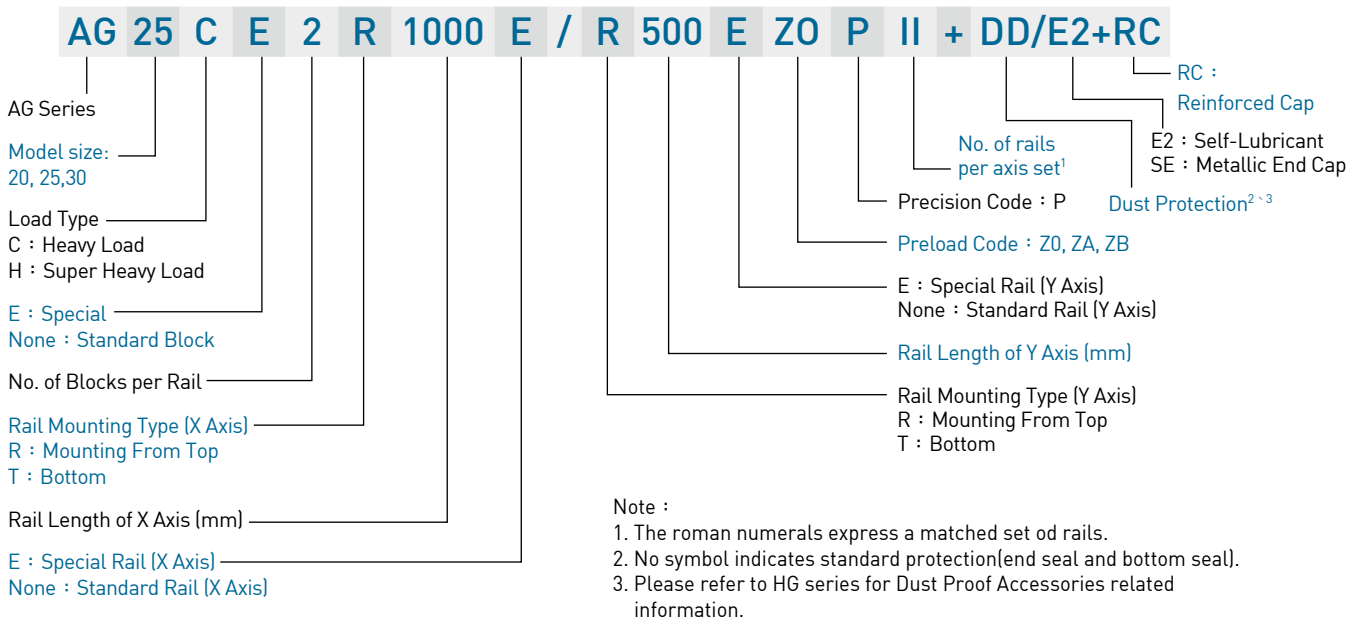 AG 25 C E 2 R 1000 E / R 500 E ZO P II + DD/E2+RC
AG Series
Model size:
20, 25,30
Load Type
C：Heavy Load
H：Super Heavy Load
E：Special
None：Standard Block
No. of Blocks per Rail
Rail Mounting Type (X Axis)
R：Mounting From Top
T：Bottom
Rail Length of X Axis (mm)
E：Special Rail (X Axis)
None：Standard Rail (X Axis)
RC：
Reinforced Cap
E2：Self-Lubricant
SE：Metallic End Cap
Dust Protection2、3
No. of rails
per axis set1
Precision Code：P
Preload Code：Z0, ZA, ZB
E：Special Rail (Y Axis)
None：Standard Rail (Y Axis)
Rail Length of Y Axis (mm)
Rail Mounting Type (Y Axis)
R：Mounting From Top
T：Bottom
Note：
1. The roman numerals express a matched set od rails.
2. No symbol indicates standard protection(end seal and bottom seal).
3. Please refer to HG series for Dust Proof Accessories related
information.